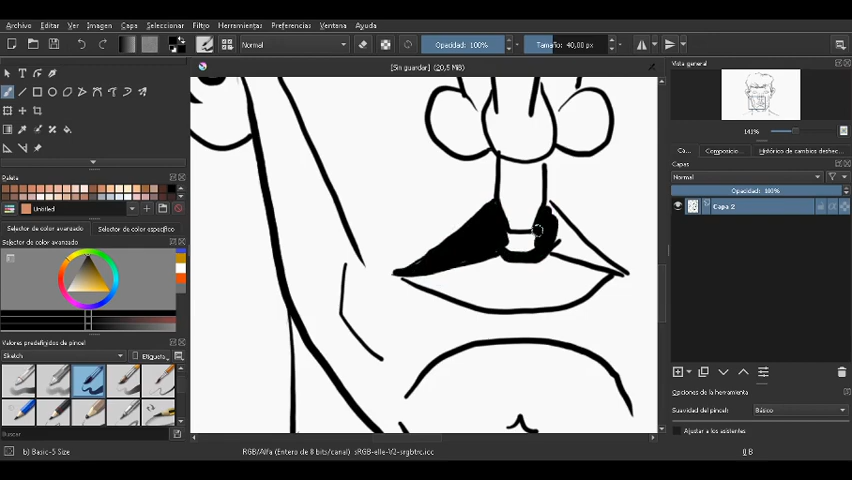 Archivo Editar Ver Imagen Capa Seleccionar Filtro Herramientas Preferencias Ventana Ayuda
Normal Opacidad: 100% Tamaño: 40,00 px
[Sin guardar] (20,5 MiB)
Vista general
141%
Ca... Composicio... Histórico de cambios deshec...
Capas
Normal
Opacidad: 100%
Capa 2
Paleta
Untitled
Selector de color avanzado Selector de color específico
Selector de color avanzado
Valores predefinidos de pincel
Sketch Etiqueta
Buscar
Opciones de la herramienta
Suavidad del pincel: Básico
Ajustar a los asistentes
b) Basic-5 Size RGB/Alfa (Entero de 8 bits/canal) sRGB-elle-V2-srgbtrc.icc 0 B